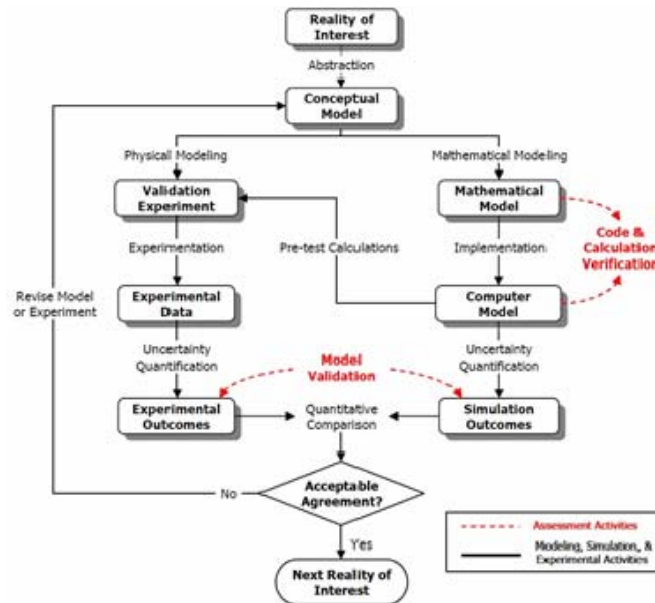 Reality of
Interest
Abstraction
Conceptual
Model
Physical Modeling
Mathematical Modeling
Validation
Experiment
Mathematical
Model
Code &
Calculation
Verification
Experimentation
Pre-test Calculations
Implementation
Revise Model
or Experiment
Experimental
Data
Computer
Model
Uncertainty
Quantification
Model
Validation
Uncertainty
Quantification
Experimental
Outcomes
Quantitative
Comparison
Simulation
Outcomes
Acceptable
Agreement?
No
Yes
Next Reality of
Interest
Assessment Activities
Modeling, Simulation,, &
Experimental Activities